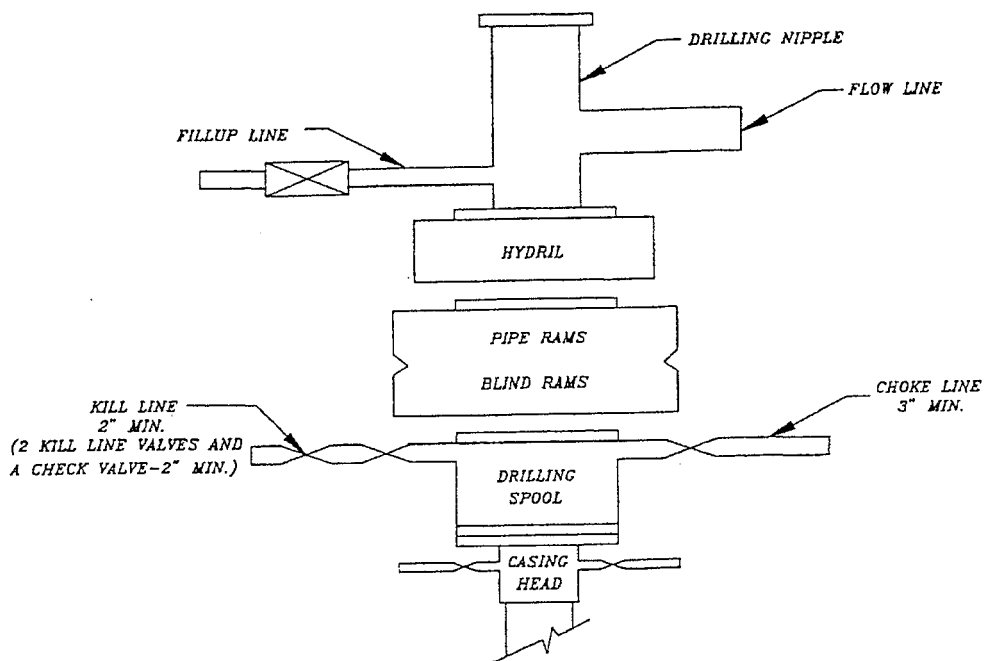 DRILLING NIPPLE
FLOW LINE
FILLUP LINE
HYDRIL
PIPE RAMS
BLIND RAMS
CHOKE LINE
3" MIN.
KILL LINE
2" MIN.
(2 KILL LINE VALVES AND
A CHECK VALVE-2" MIN.)
DRILLING
SPOOL
CASING
HEAD